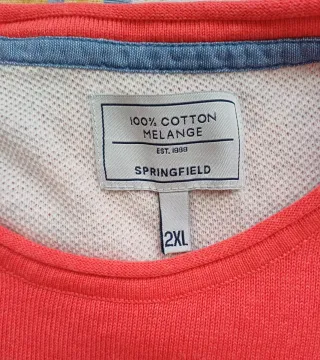 100% COTTON
MELANGE
EST. 1988
SPRINGFIELD
2XL